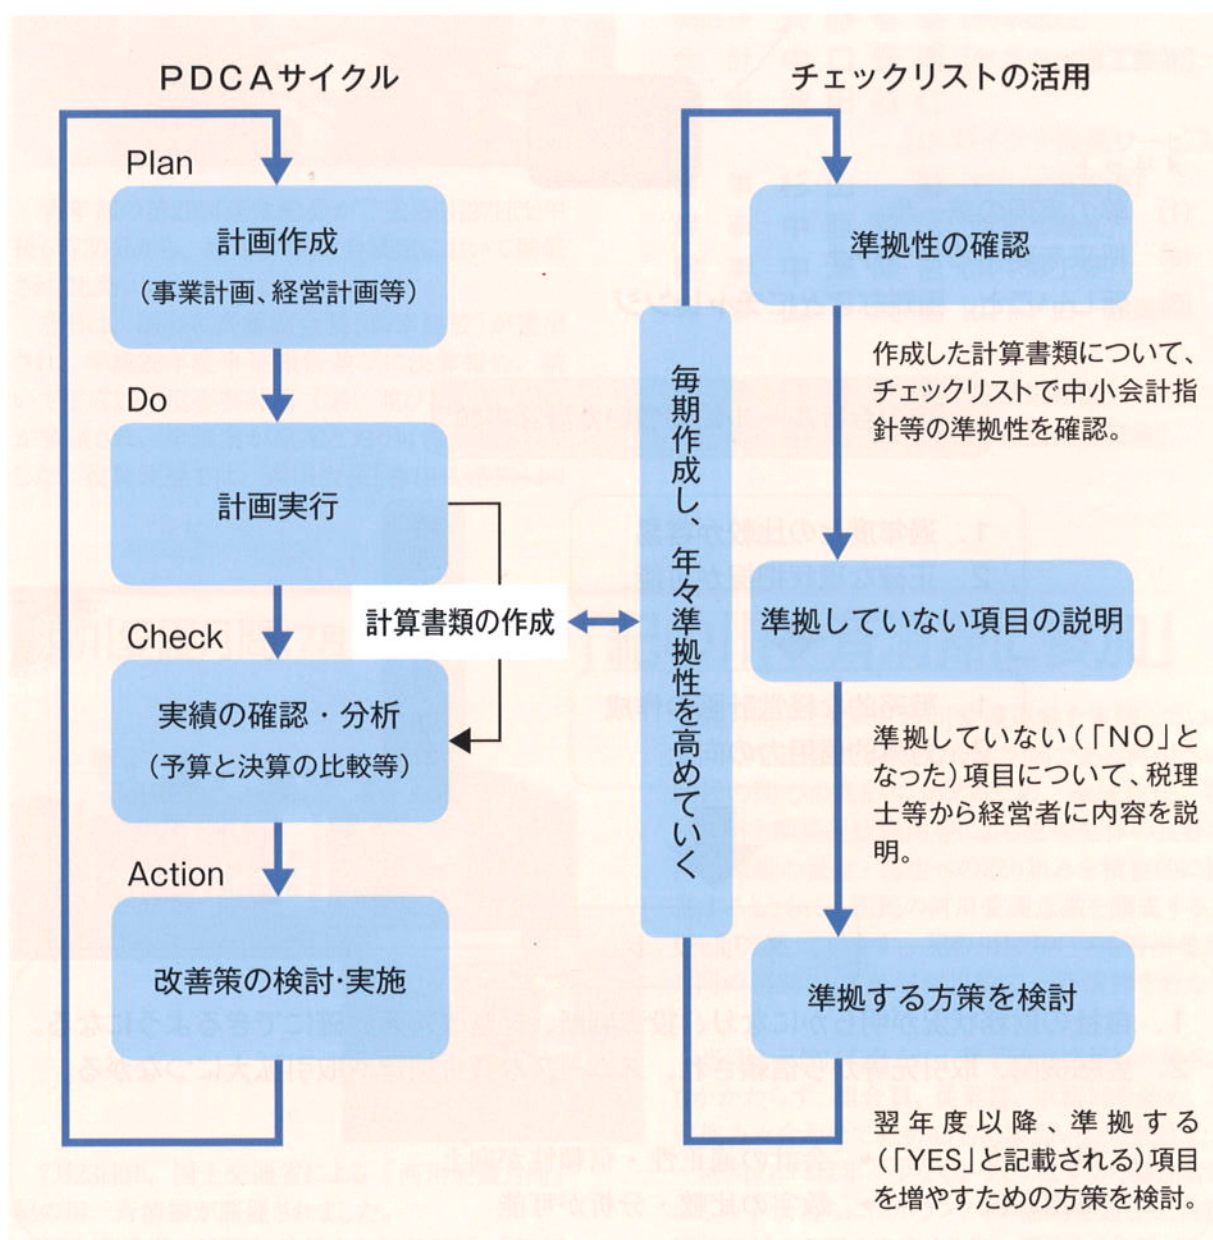 PDCAサイクル
Plan
計画作成
(事業計画、経営計画等)
Do
計画実行
計算書類の作成
Check
実績の確認・分析
(予算と決算の比較等)
Action
改善策の検討・実施
チェックリストの活用
毎期作成し、年々準拠性を高めていく
準拠性の確認
作成した計算書類について、
チェックリストで中小会計指
針等の準拠性を確認。
準拠していない項目の説明
準拠していない(「NO」と
なった)項目について、税理
士等から経営者に内容を説
明。
準拠する方策を検討
翌年度以降、準拠する
(「YES」と記載される)項目
を増やすための方策を検討。